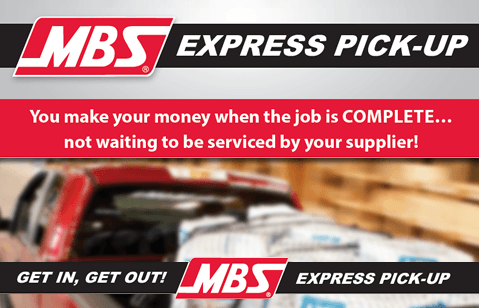 MBS® EXPRESS PICK-UP
You make your money when the job is COMPLETE...
not waiting to be serviced by your supplier!
GET IN, GET OUT! MBS® EXPRESS PICK-UP